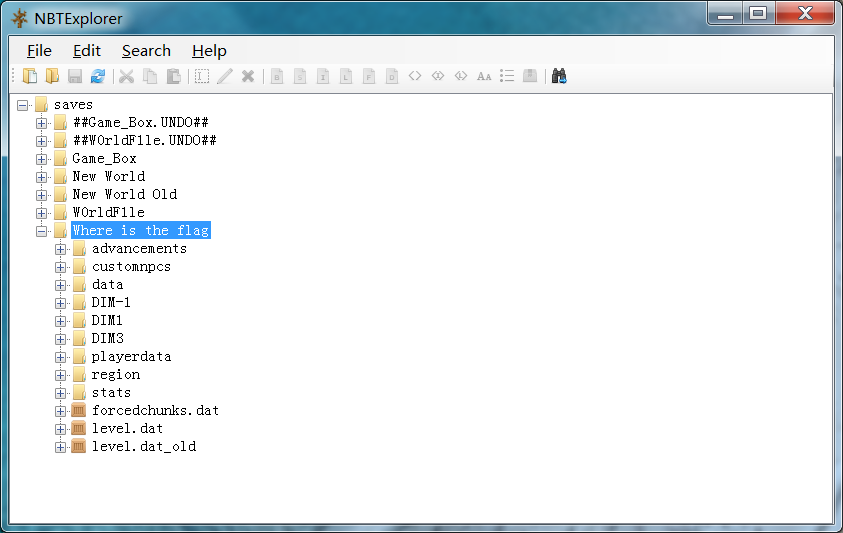 NBTExplorer
File Edit Search Help
saves
##Game_Box.UNDO##
##W0rldF1le.UNDO##
Game_Box
New World
New World Old
W0rldF1le
Where is the flag
advancements
customnpcs
data
DIM-1
DIM1
DIM3
playerdata
region
stats
forcedchunks.dat
level.dat
level.dat_old